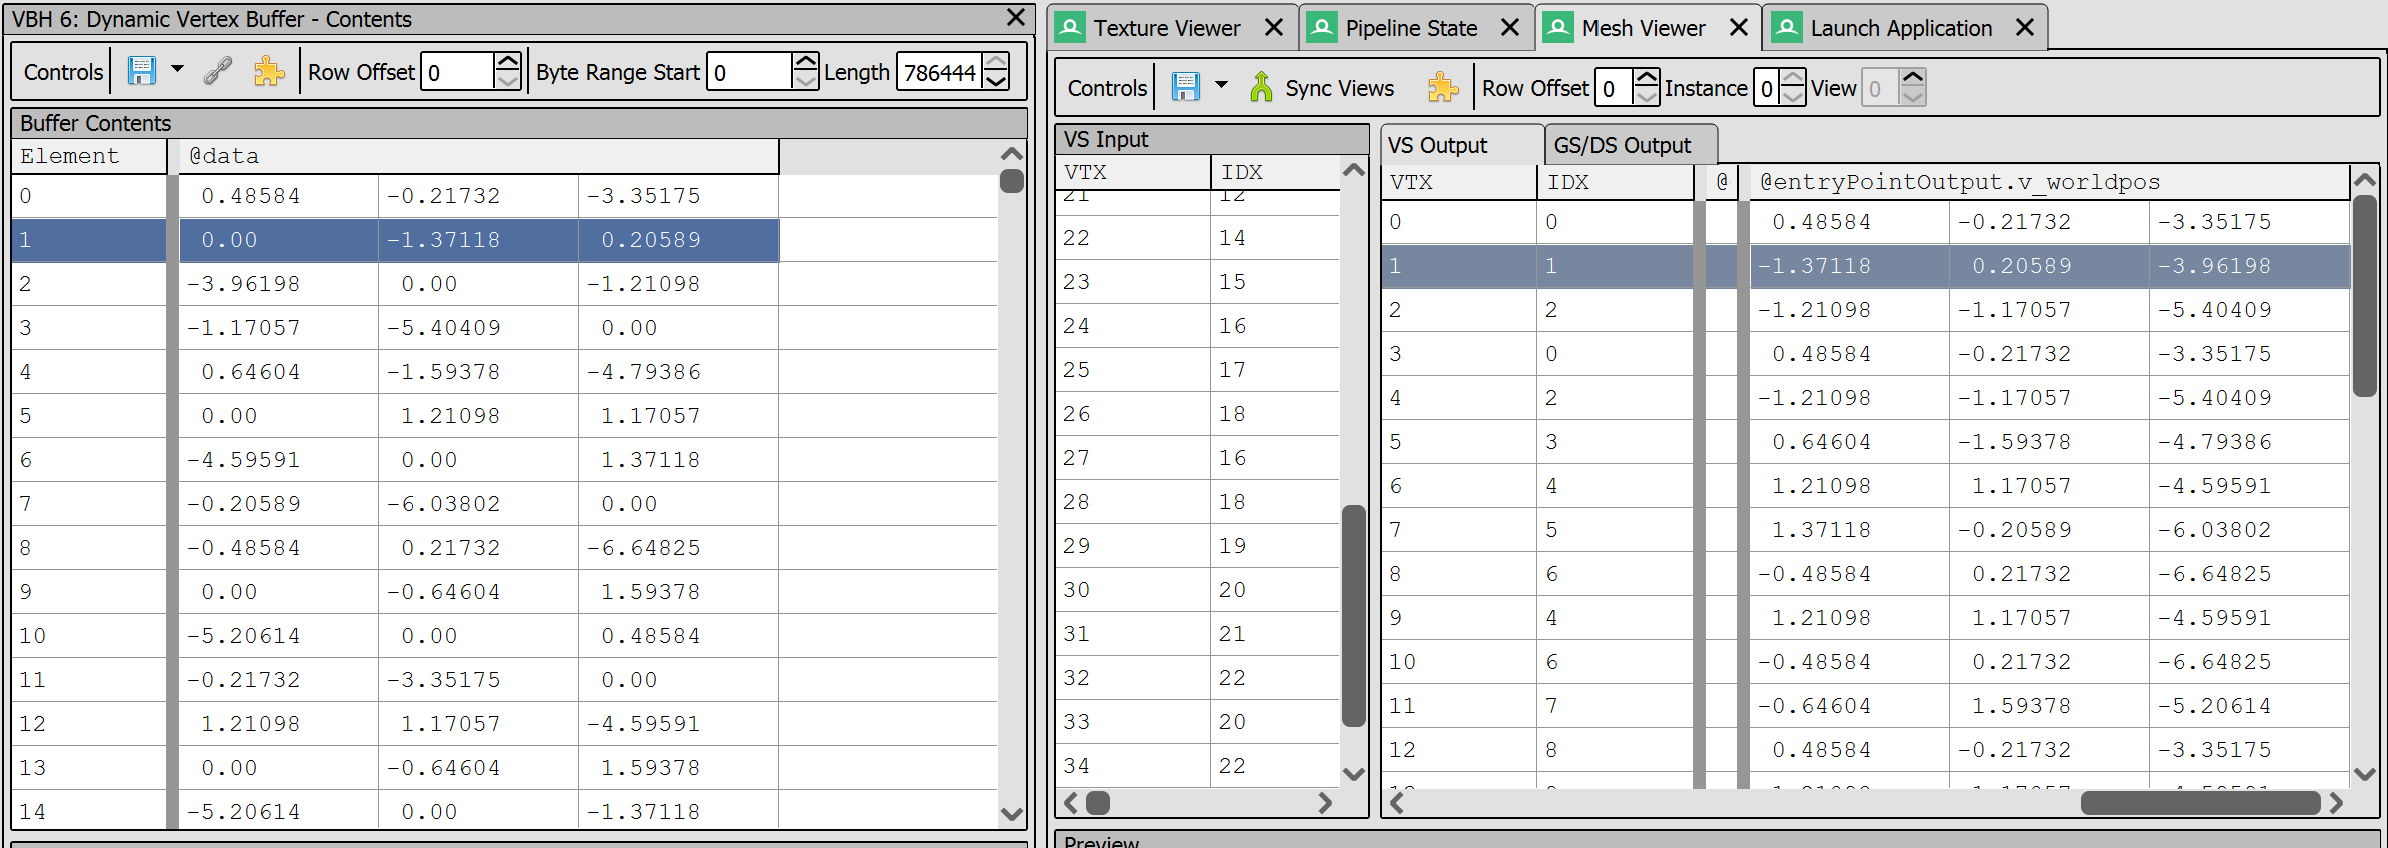 VBH 6: Dynamic Vertex Buffer - Contents
Controls Row Offset 0 Byte Range Start 0 Length 786444
Buffer Contents
Element @data
0 0.48584 -0.21732 -3.35175
1 0.00 -1.37118 0.20589
2 -3.96198 0.00 -1.21098
3 -1.17057 -5.40409 0.00
4 0.64604 -1.59378 -4.79386
5 0.00 1.21098 1.17057
6 -4.59591 0.00 1.37118
7 -0.20589 -6.03802 0.00
8 -0.48584 0.21732 -6.64825
9 0.00 -0.64604 1.59378
10 -5.20614 0.00 0.48584
11 -0.21732 -3.35175 0.00
12 1.21098 1.17057 -4.59591
13 0.00 -0.64604 1.59378
14 -5.20614 0.00 -1.37118
Texture Viewer Pipeline State Mesh Viewer Launch Application
Controls Sync Views Row Offset 0 Instance 0 View 0
VS Input
VTX IDX
21 12
22 14
23 15
24 16
25 17
26 18
27 16
28 18
29 19
30 20
31 21
32 22
33 20
34 22
VS Output GS/DS Output
VTX IDX @ @entryPointOutput.v_worldpos
0 0 0.48584 -0.21732 -3.35175
1 1 -1.37118 0.20589 -3.96198
2 2 -1.21098 -1.17057 -5.40409
3 0 0.48584 -0.21732 -3.35175
4 2 -1.21098 -1.17057 -5.40409
5 3 0.64604 -1.59378 -4.79386
6 4 1.21098 1.17057 -4.59591
7 5 1.37118 -0.20589 -6.03802
8 6 -0.48584 0.21732 -6.64825
9 4 1.21098 1.17057 -4.59591
10 6 -0.48584 0.21732 -6.64825
11 7 -0.64604 1.59378 -5.20614
12 8 0.48584 -0.21732 -3.35175
Preview